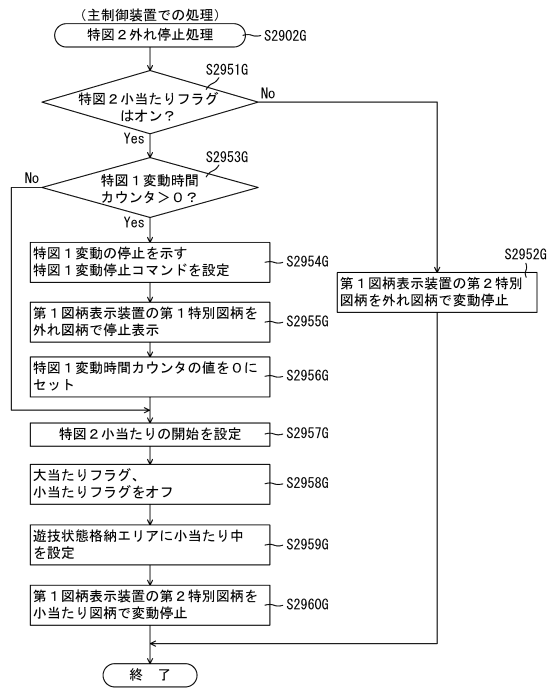 （主制御装置での処理）
特図２外れ停止処理
S2902G
S2951G
特図２小当たりフラグ
はオン？
No
Yes
S2953G
No
特図１変動時間
カウンタ＞０？
Yes
特図１変動の停止を示す
特図１変動停止コマンドを設定
S2954G
S2952G
第１図柄表示装置の第２特別
図柄を外れ図柄で変動停止
第１図柄表示装置の第１特別図柄を
外れ図柄で停止表示
S2955G
特図１変動時間カウンタの値を０に
セット
S2956G
特図２小当たりの開始を設定
S2957G
大当たりフラグ、
小当たりフラグをオフ
S2958G
遊技状態格納エリアに小当たり中
を設定
S2959G
第１図柄表示装置の第２特別図柄を
小当たり図柄で変動停止
S2960G
終　了